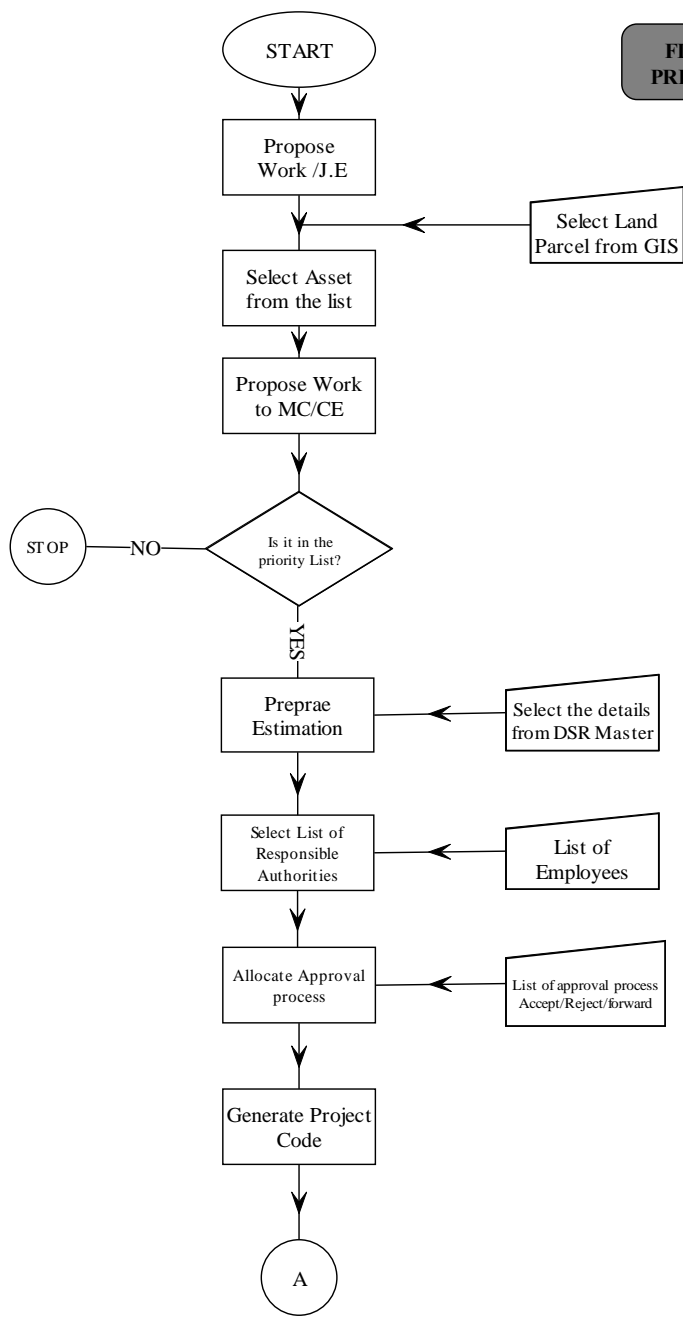 START
Propose
Work /J.E
Select Land
Parcel from GIS
Select Asset
from the list
Propose Work
to MC/CE
Is it in the
priority List?
NO
STOP
YES
Preprae
Estimation
Select the details
from DSR Master
Select List of
Responsible
Authorities
List of
Employees
Allocate Approval
process
List of approval process
Accept/Reject/forward
Generate Project
Code
A